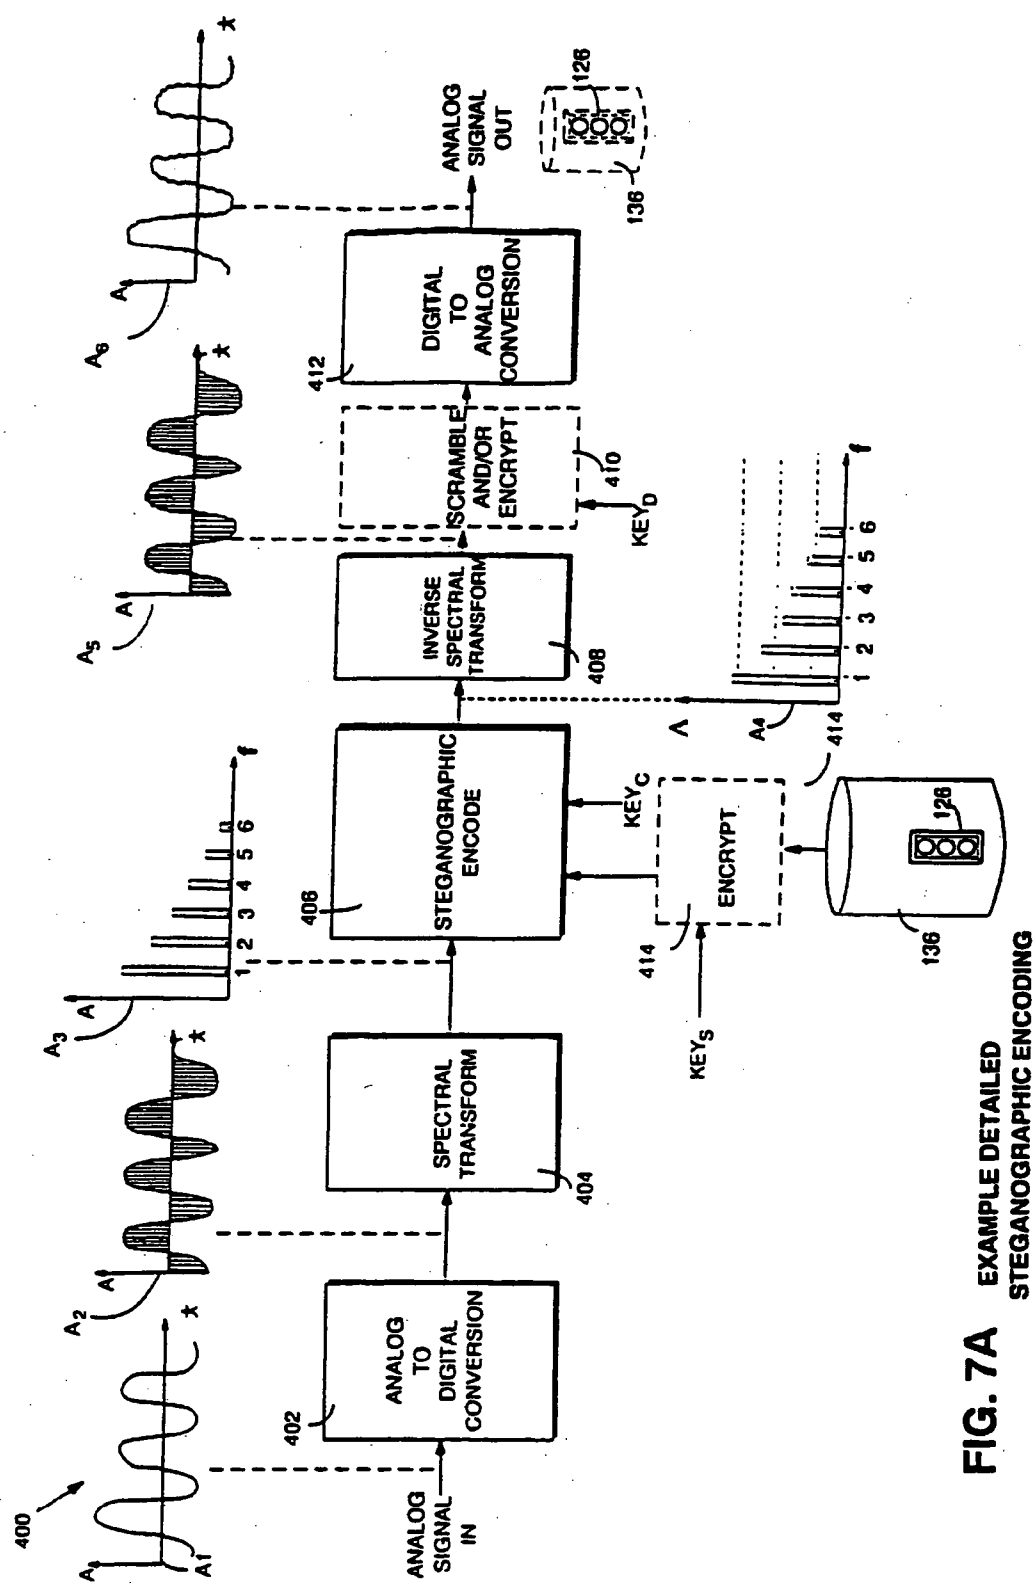 400
A
A1
*
A
A2
*
A
A3
1 2 3 4 5 6
f
A
A5
*
A
A6
*
ANALOG
SIGNAL
IN
402
ANALOG
TO
DIGITAL
CONVERSION
SPECTRAL
TRANSFORM
404
406
STEGANOGRAPHIC
ENCODE
INVERSE
SPECTRAL
TRANSFORM
408
SCRAMBLE
AND/OR
ENCRYPT
410
KEYD
412
DIGITAL
TO
ANALOG
CONVERSION
ANALOG
SIGNAL
OUT
126
136
KEYS
414
ENCRYPT
KEYC
414
136
126
Λ
A4
1 2 3 4 5 6
f
FIG. 7A
EXAMPLE DETAILED
STEGANOGRAPHIC ENCODING